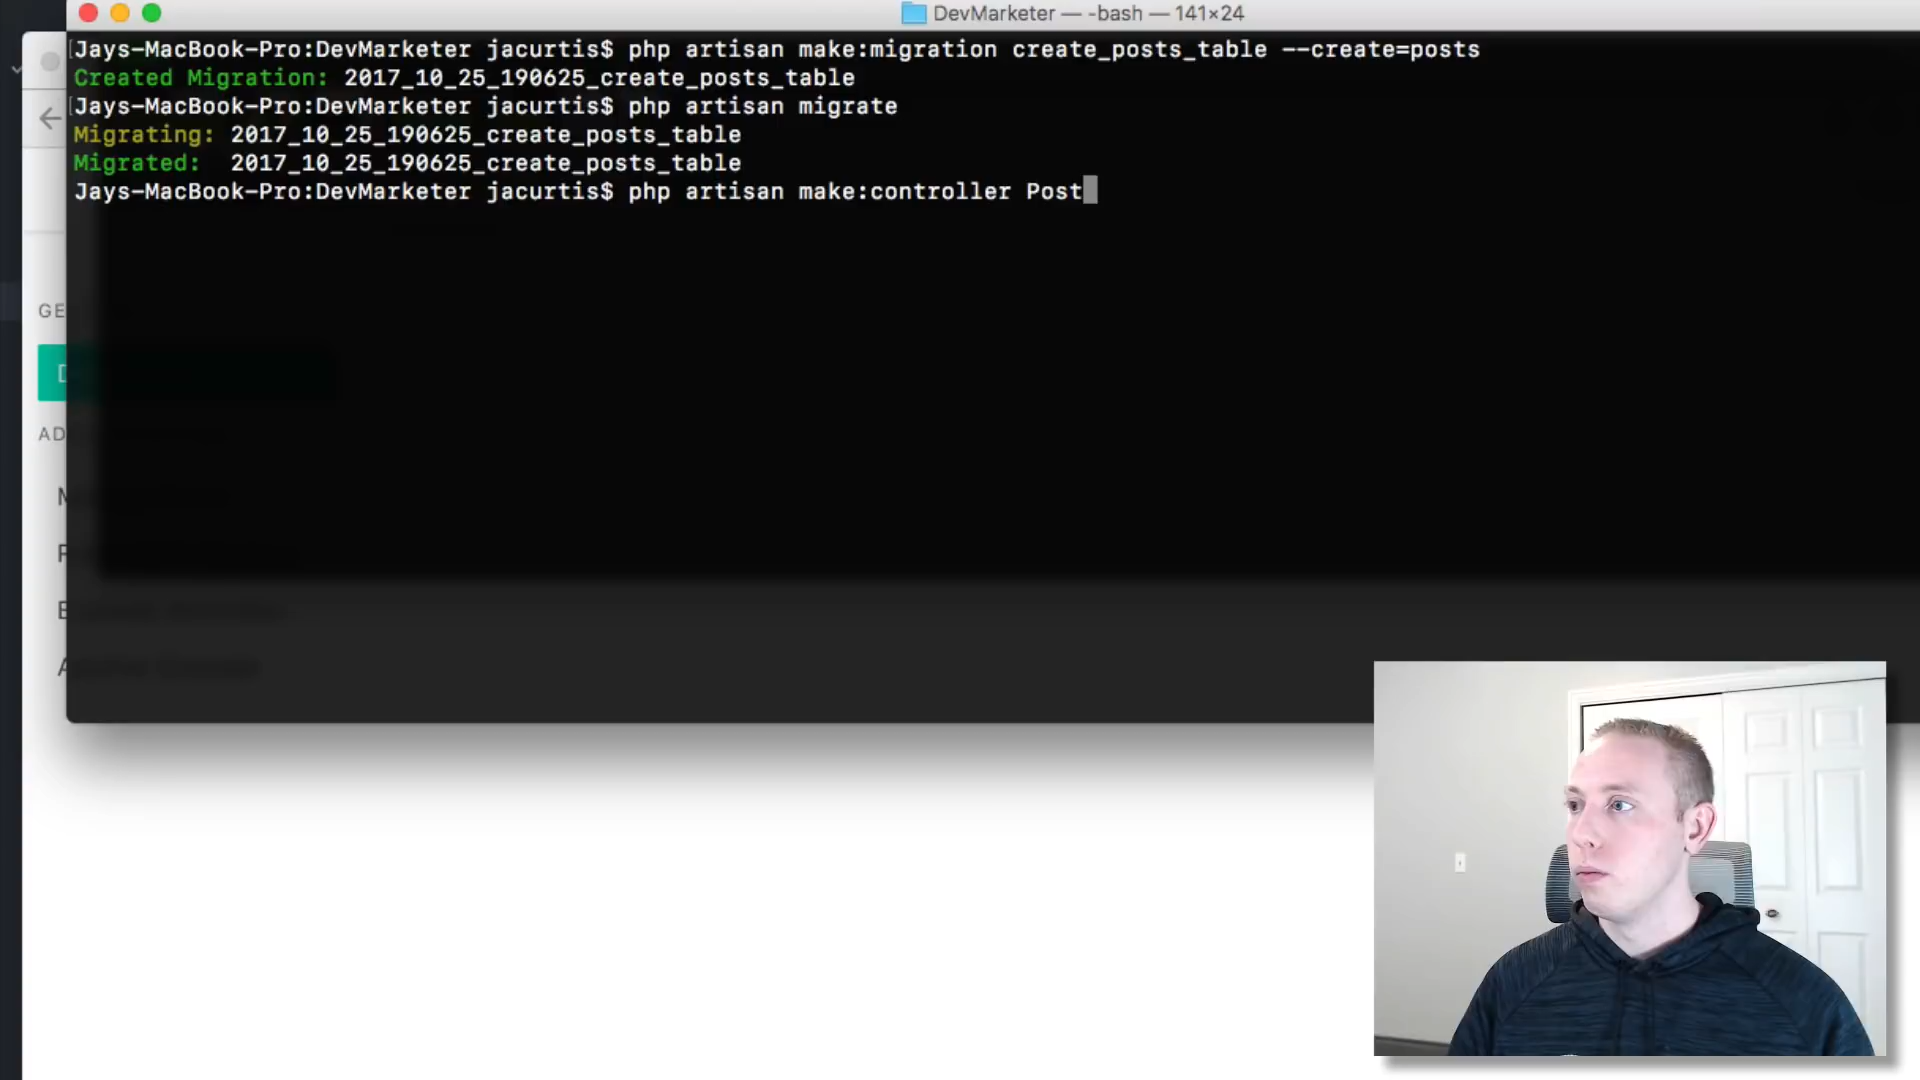 DevMarketer — -bash — 141×24
Jays-MacBook-Pro:DevMarketer jacurtis$ php artisan make:migration create_posts_table --create=posts
Created Migration: 2017_10_25_190625_create_posts_table
Jays-MacBook-Pro:DevMarketer jacurtis$ php artisan migrate
Migrating: 2017_10_25_190625_create_posts_table
Migrated:  2017_10_25_190625_create_posts_table
Jays-MacBook-Pro:DevMarketer jacurtis$ php artisan make:controller Post
GE
D
AD
M